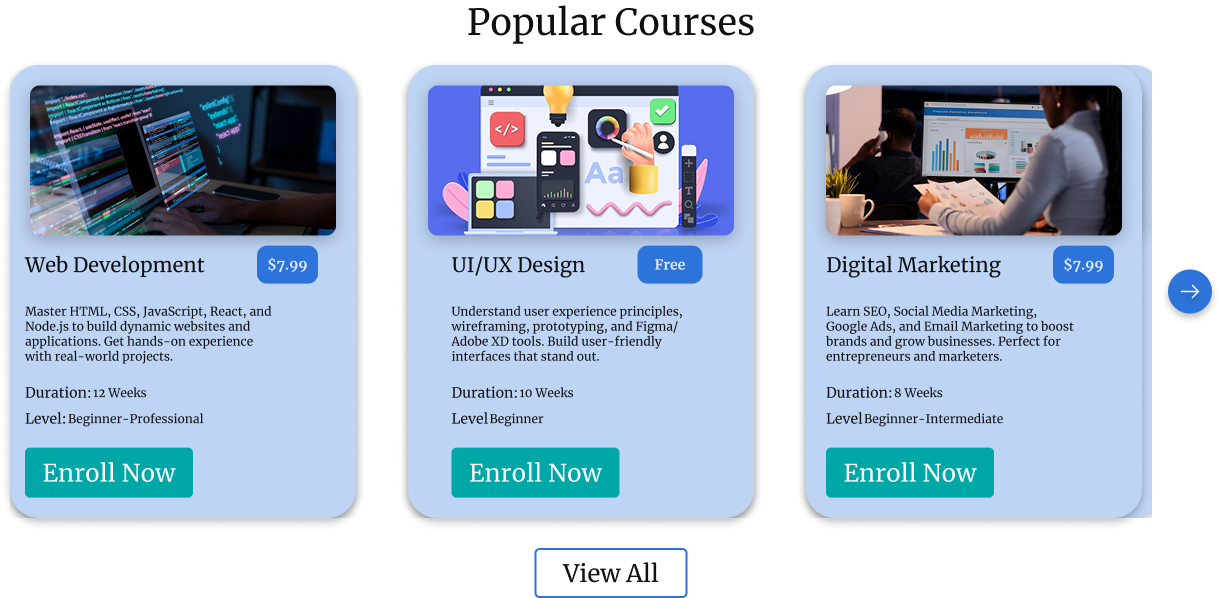 Popular Courses
import "./index.css";
</>
Aa
T
Web Development
$7.99
Master HTML, CSS, JavaScript, React, and
Node.js to build dynamic websites and
applications. Get hands-on experience
with real-world projects.
Duration: 12 Weeks
Level: Beginner-Professional
Enroll Now
UI/UX Design
Free
Understand user experience principles,
wireframing, prototyping, and Figma/
Adobe XD tools. Build user-friendly
interfaces that stand out.
Duration: 10 Weeks
Level Beginner
Enroll Now
Digital Marketing
$7.99
Learn SEO, Social Media Marketing,
Google Ads, and Email Marketing to boost
brands and grow businesses. Perfect for
entrepreneurs and marketers.
Duration: 8 Weeks
Level Beginner-Intermediate
Enroll Now
View All